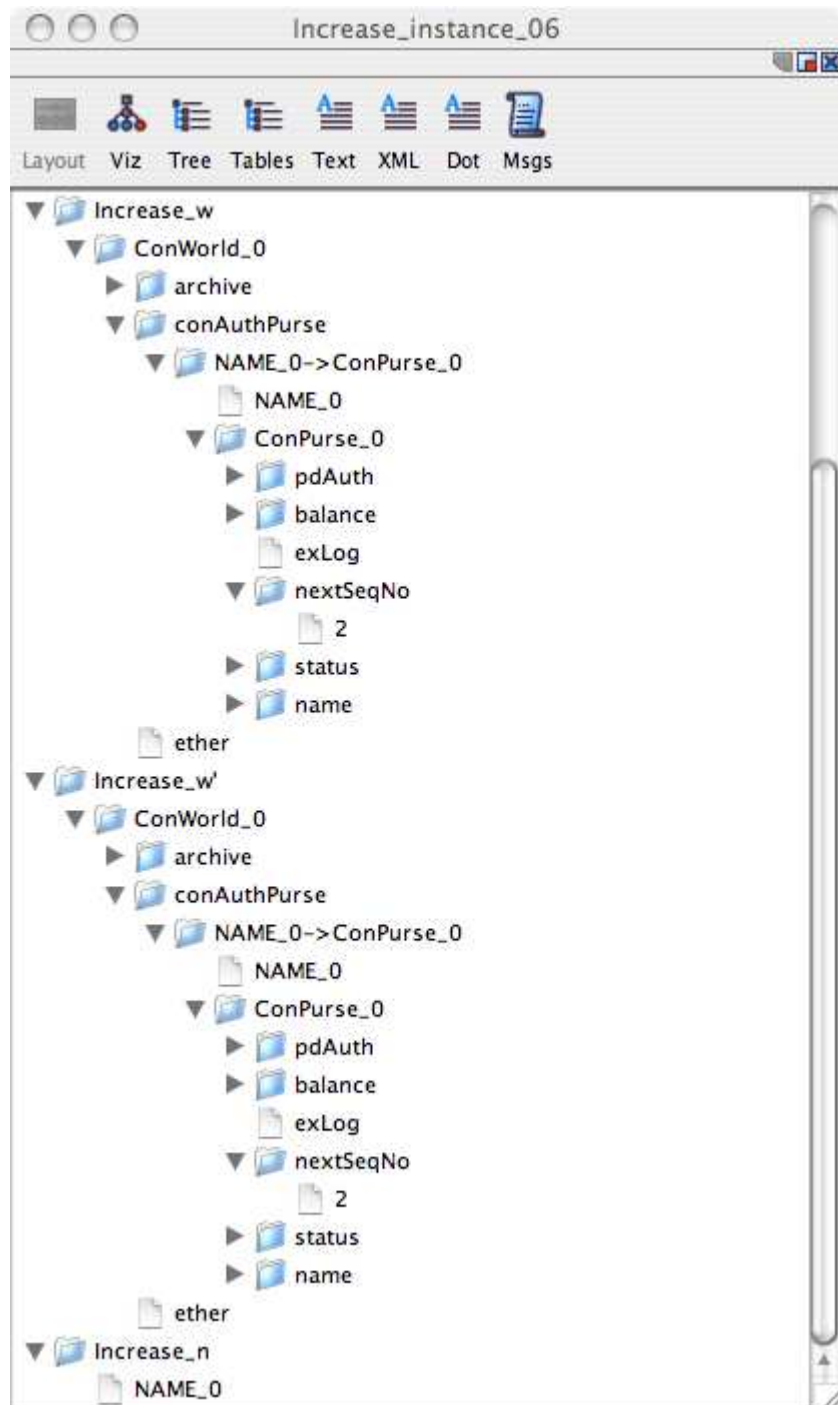 Increase_instance_06
Layout Viz Tree Tables Text XML Dot Msgs
Increase_w
ConWorld_0
archive
conAuthPurse
NAME_0->ConPurse_0
NAME_0
ConPurse_0
pdAuth
balance
exLog
nextSeqNo
2
status
name
ether
Increase_w'
ConWorld_0
archive
conAuthPurse
NAME_0->ConPurse_0
NAME_0
ConPurse_0
pdAuth
balance
exLog
nextSeqNo
2
status
name
ether
Increase_n
NAME_0